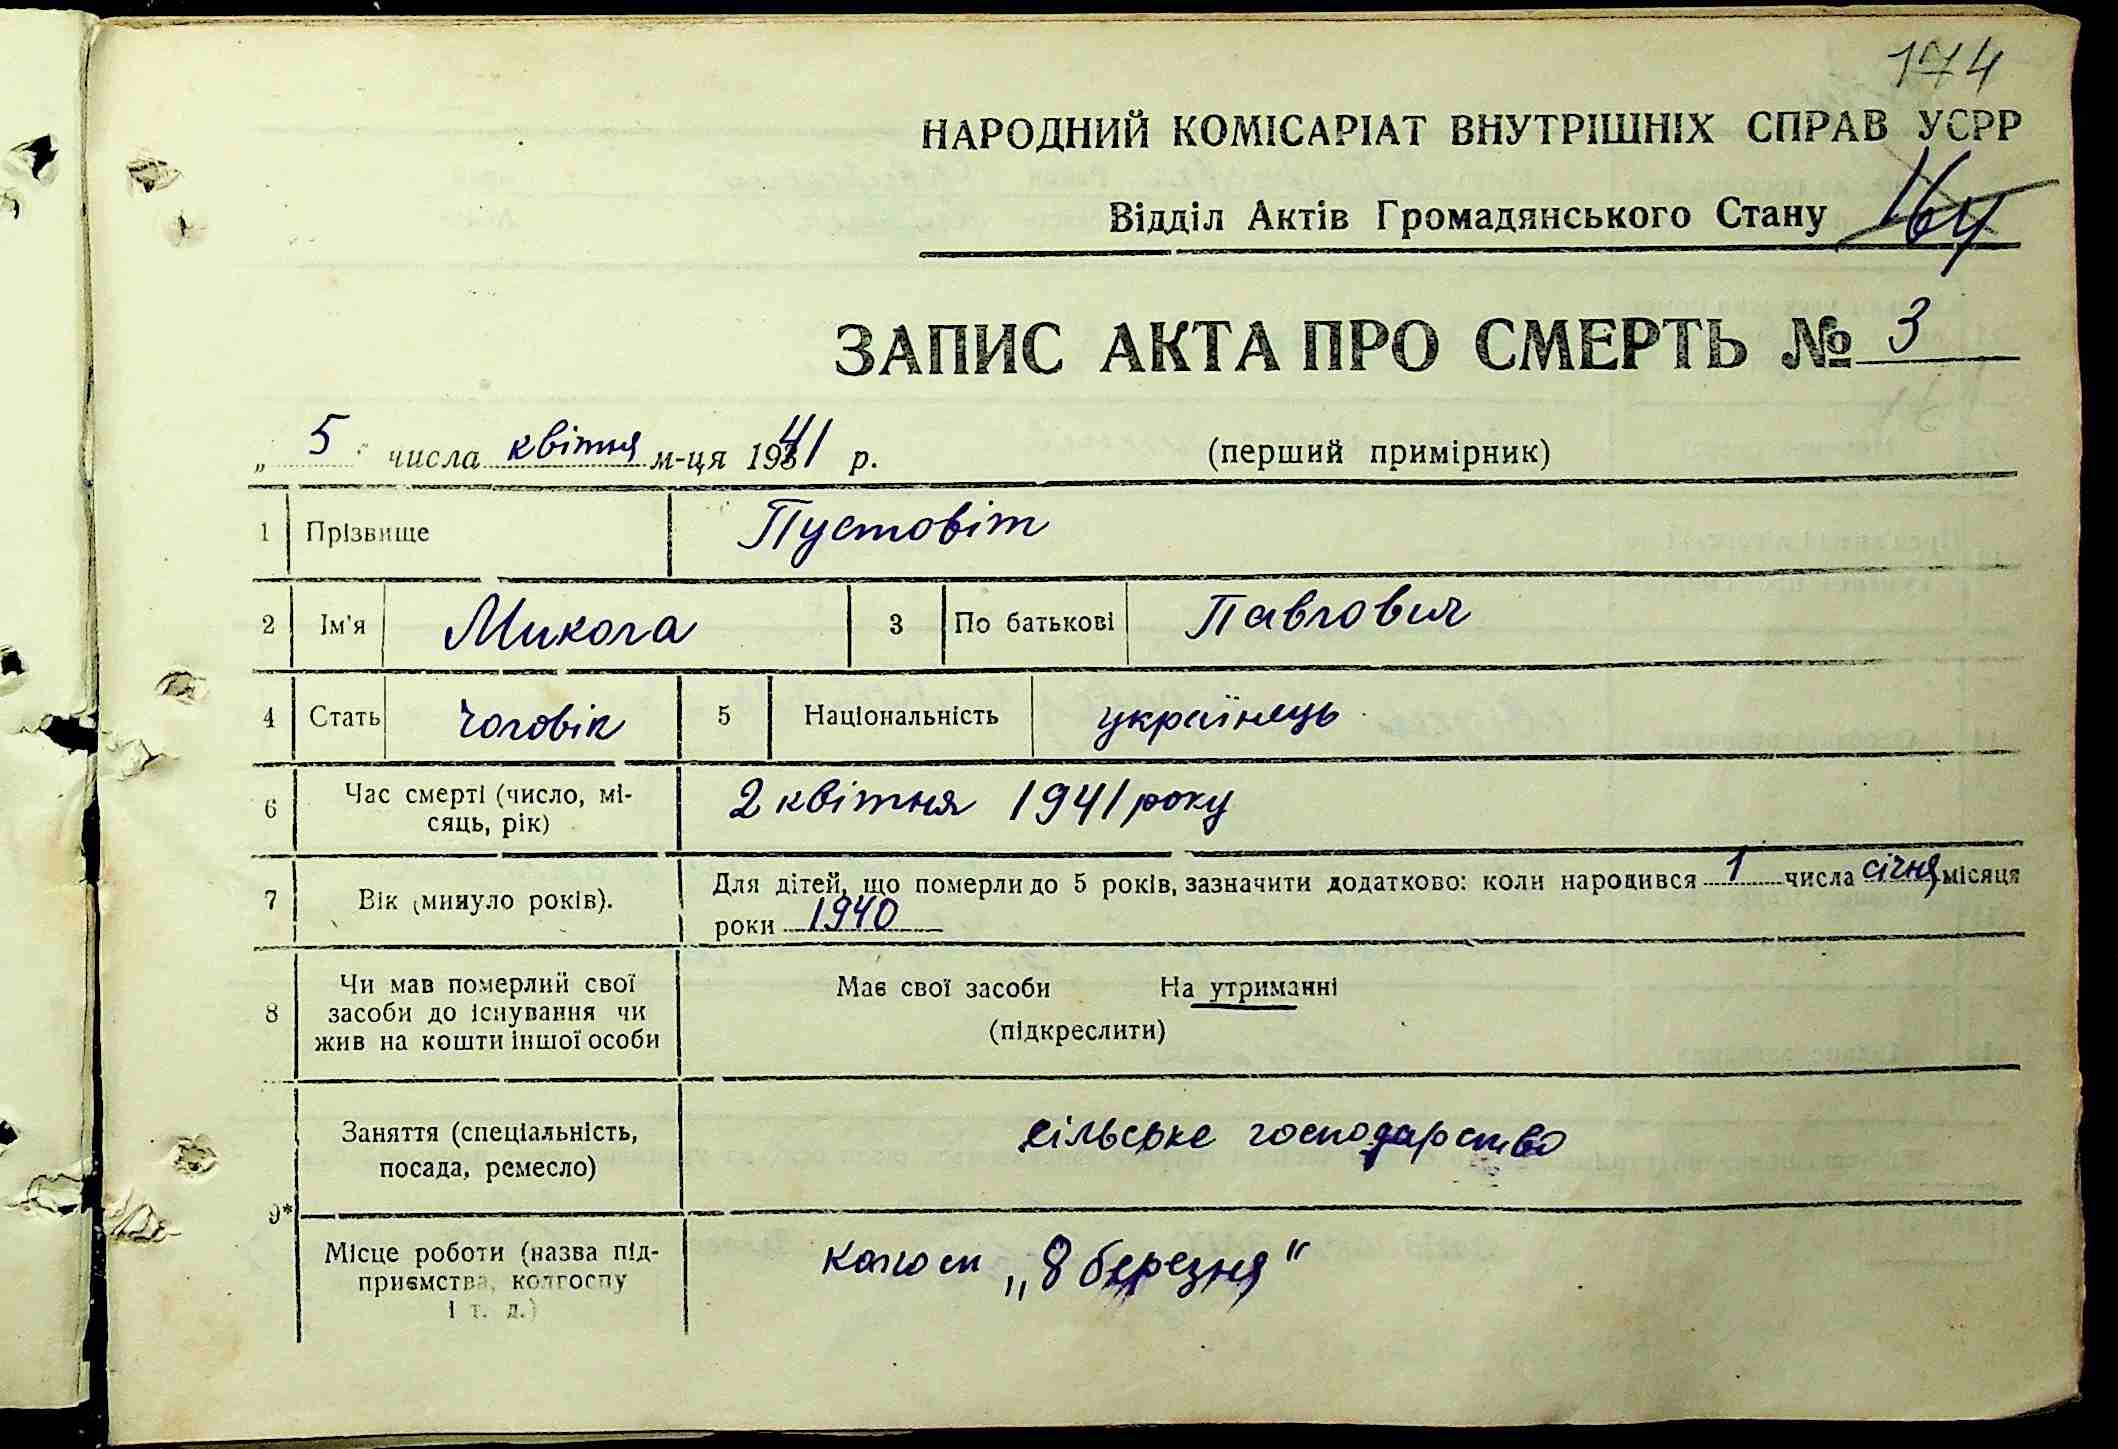 174
НАРОДНИЙ КОМІСАРІАТ ВНУТРІШНІХ СПРАВ УСРР
Відділ Актів Громадянського Стану
ЗАПИС АКТА ПРО СМЕРТЬ № 3
„ 5 " числа квітня м-ця 1941 р. (перший примірник)
1 Прізвище Пустовіт
2 Ім'я Микола 3 По батькові Павлович
4 Стать чоловік 5 Національність українець
6 Час смерті (число, мі-
сяць, рік) 2 квітня 1941 року
7 Вік (минуло років). Для дітей, що померли до 5 років, зазначити додатково: коли народився 1 числа січня місяця
роки 1940
8 Чи мав померлий свої
засоби до існування чи
жив на кошти іншої особи
Має свої засоби На утриманні
(підкреслити)
9* Заняття (спеціальність,
посада, ремесло) сільське господарство
Місце роботи (назва під-
приємства, колгоспу
і т. д.)
„8 березня"